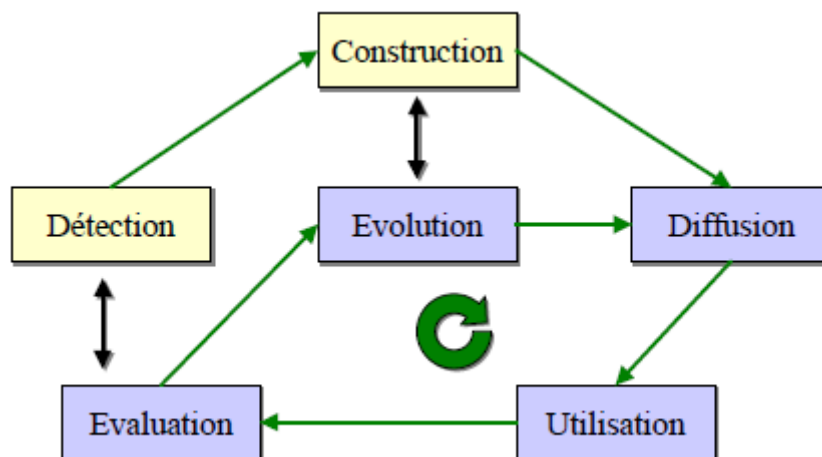 Construction
Détection
Evolution
Diffusion
Evaluation
Utilisation